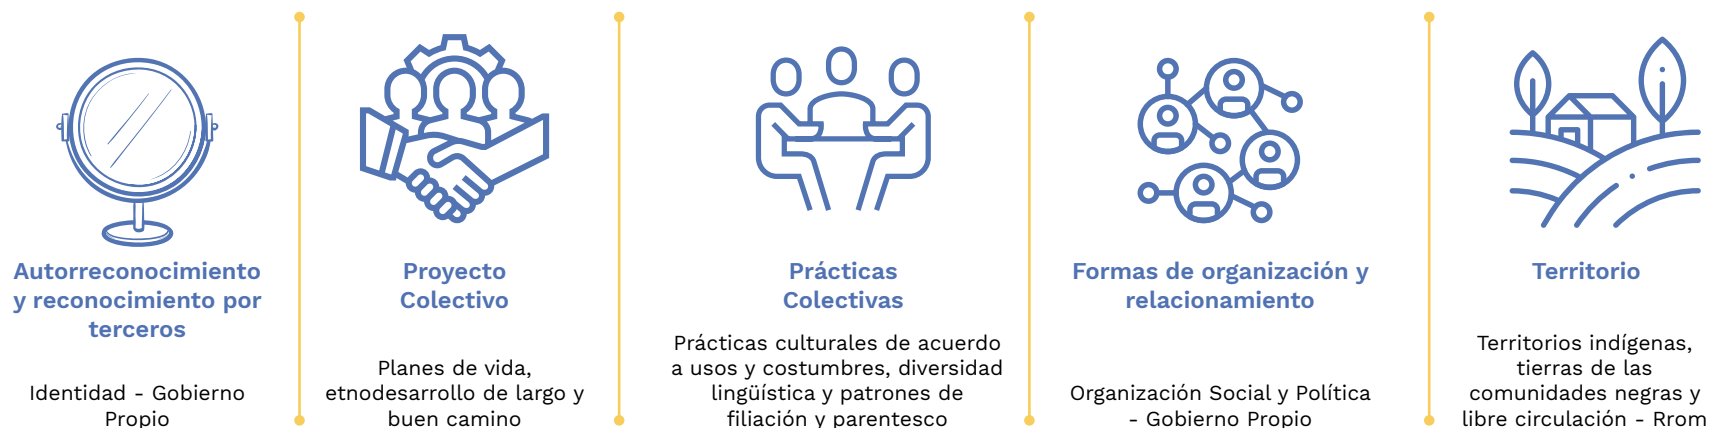 Autorreconocimiento
y reconocimiento por
terceros
Identidad - Gobierno
Propio
Proyecto
Colectivo
Planes de vida,
etnodesarrollo de largo y
buen camino
Prácticas
Colectivas
Prácticas culturales de acuerdo
a usos y costumbres, diversidad
lingüística y patrones de
filiación y parentesco
Formas de organización y
relacionamiento
Organización Social y Política
- Gobierno Propio
Territorio
Territorios indígenas,
tierras de las
comunidades negras y
libre circulación - Rrom